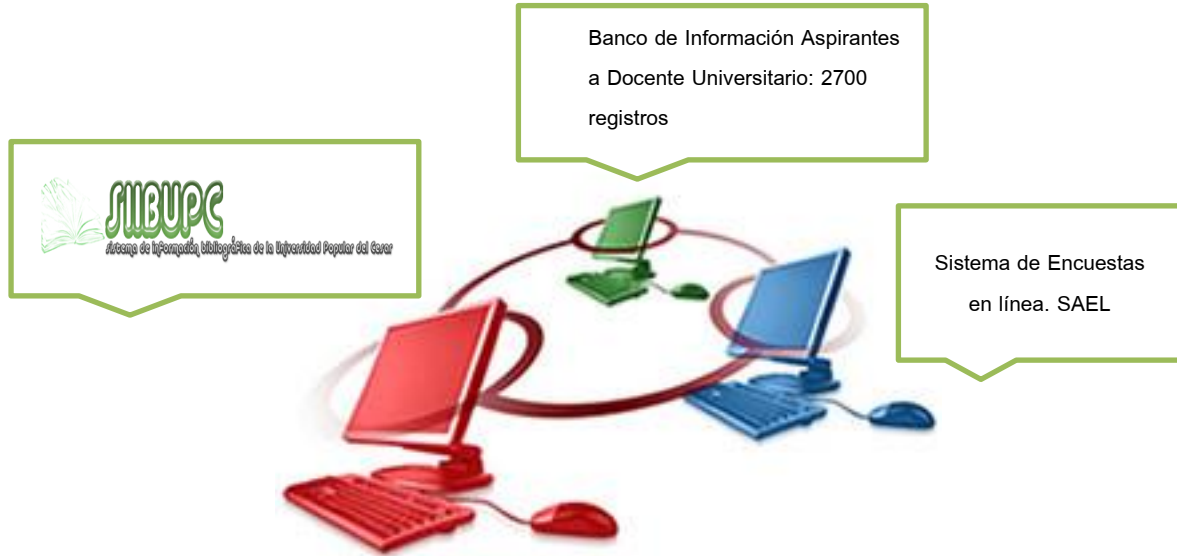 Banco de Información Aspirantes
a Docente Universitario: 2700
registros
SIIBUPC
sistema de información bibliográfica de la Universidad Popular del Cesar
Sistema de Encuestas
en línea. SAEL